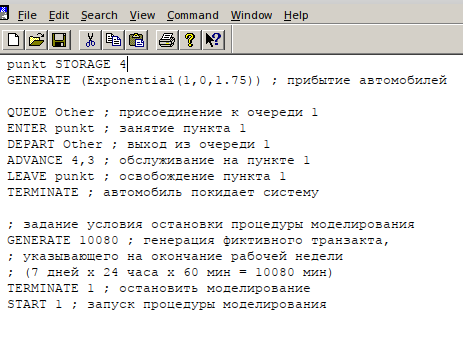 File Edit Search View Command Window Help
punkt STORAGE 4
GENERATE (Exponential(1,0,1.75)) ; прибытие автомобилей
QUEUE Other ; присоединение к очереди 1
ENTER punkt ; занятие пункта 1
DEPART Other ; выход из очереди 1
ADVANCE 4,3 ; обслуживание на пункте 1
LEAVE punkt ; освобождение пункта 1
TERMINATE ; автомобиль покидает систему
; задание условия остановки процедуры моделирования
GENERATE 10080 ; генерация фиктивного транзакта,
; указывающего на окончание рабочей недели
; (7 дней x 24 часа x 60 мин = 10080 мин)
TERMINATE 1 ; остановить моделирование
START 1 ; запуск процедуры моделирования